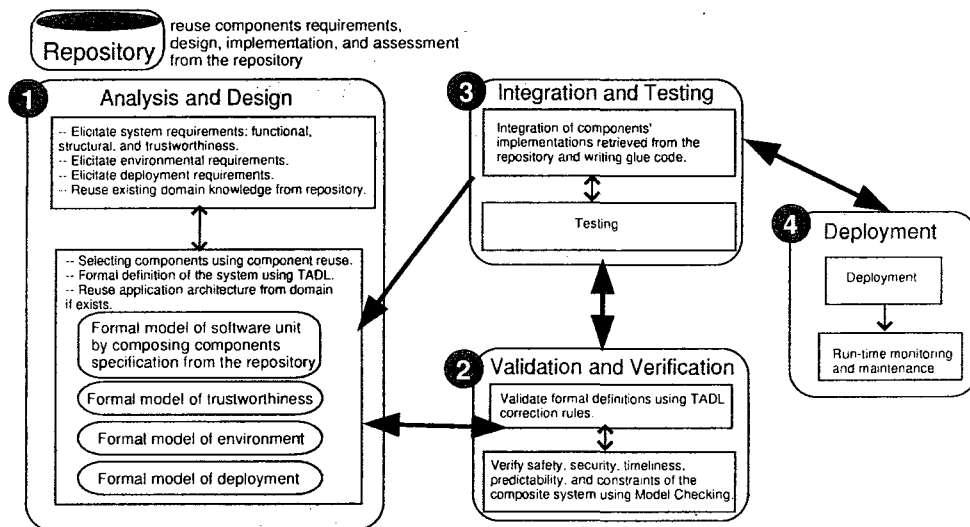 Repository
reuse components requirements,
design, implementation, and assessment
from the repository
1
Analysis and Design
-- Elicitate system requirements: functional,
structural, and trustworthiness.
-- Elicitate environmental requirements.
-- Elicitate deployment requirements.
-- Reuse existing domain knowledge from repository.
-- Selecting components using component reuse.
-- Formal definition of the system using TADL.
-- Reuse application architecture from domain
if exists.
Formal model of software unit
by composing components
specification from the repository
Formal model of trustworthiness
Formal model of environment
Formal model of deployment
3
Integration and Testing
Integration of components'
implementations retrieved from the
repository and writing glue code.
Testing
2
Validation and Verification
Validate formal definitions using TADL
correction rules.
Verify safety, security, timeliness,
predictability, and constraints of the
composite system using Model Checking.
4
Deployment
Deployment
Run-time monitoring
and maintenance